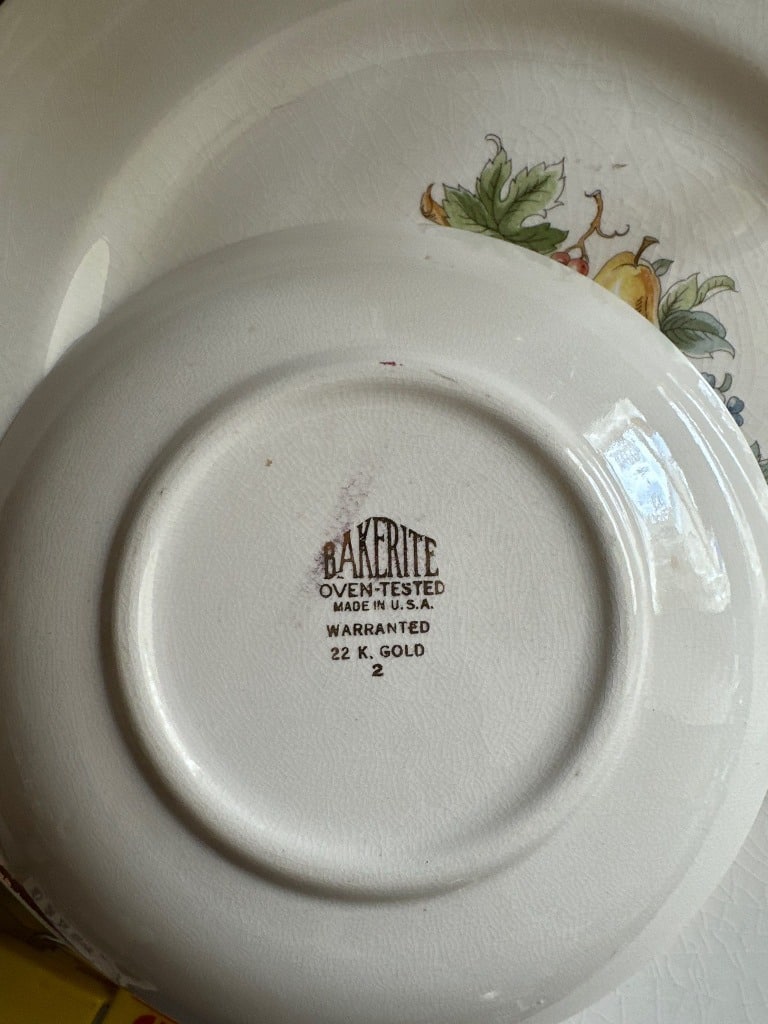 BAKERITE
OVEN-TESTED
MADE IN U.S.A.
WARRANTED
22 K. GOLD
2